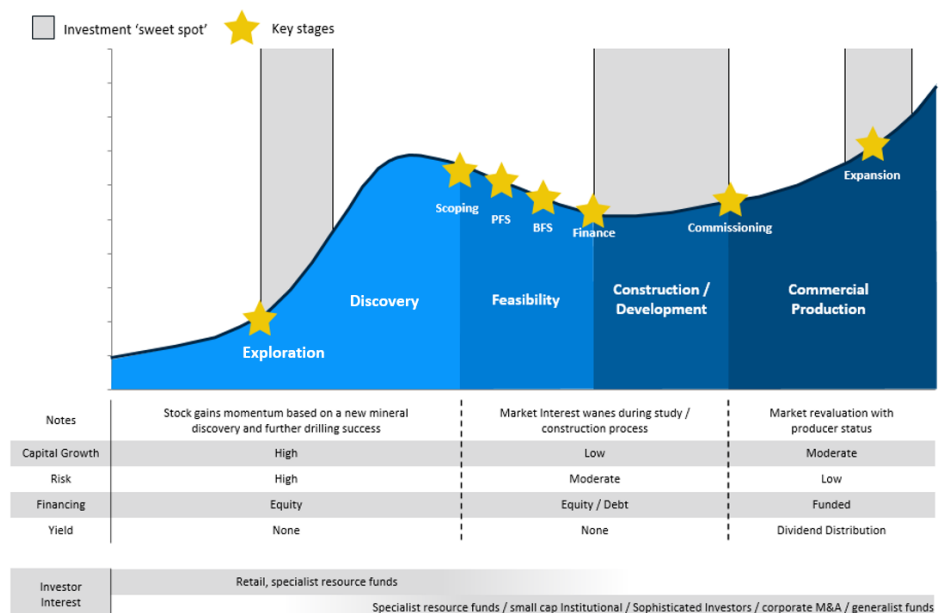 Investment ‘sweet spot’
Key stages
Scoping
PFS
BFS
Finance
Commissioning
Expansion
Exploration
Discovery
Feasibility
Construction /
Development
Commercial
Production
Notes
Stock gains momentum based on a new mineral
discovery and further drilling success
Market Interest wanes during study /
construction process
Market revaluation with
producer status
Capital Growth
High
Low
Moderate
Risk
High
Moderate
Low
Financing
Equity
Equity / Debt
Funded
Yield
None
None
Dividend Distribution
Investor
Interest
Retail, specialist resource funds
Specialist resource funds / small cap Institutional / Sophisticated Investors / corporate M&A / generalist funds